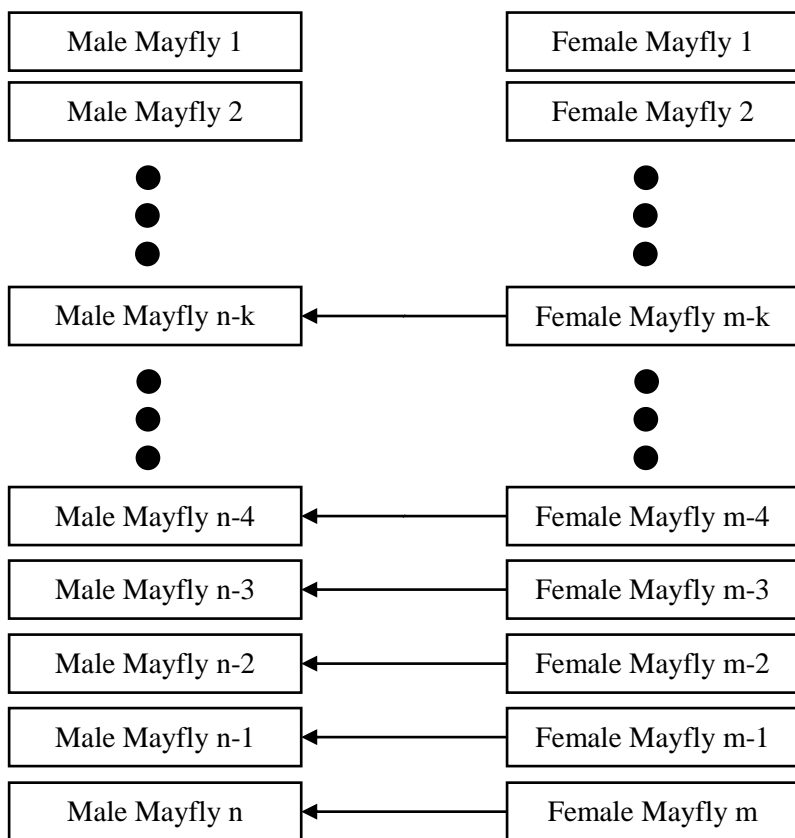 Male Mayfly 1
Female Mayfly 1
Male Mayfly 2
Female Mayfly 2
Male Mayfly n-k
Female Mayfly m-k
Male Mayfly n-4
Female Mayfly m-4
Male Mayfly n-3
Female Mayfly m-3
Male Mayfly n-2
Female Mayfly m-2
Male Mayfly n-1
Female Mayfly m-1
Male Mayfly n
Female Mayfly m